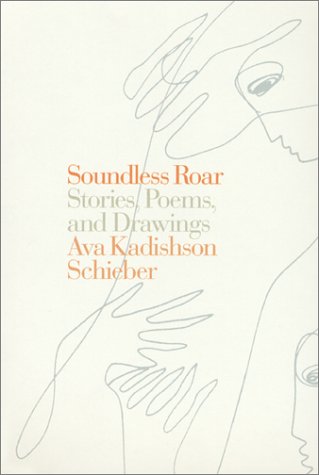 Soundless Roar
Stories, Poems,
and Drawings
Ava Kadishson
Schieber